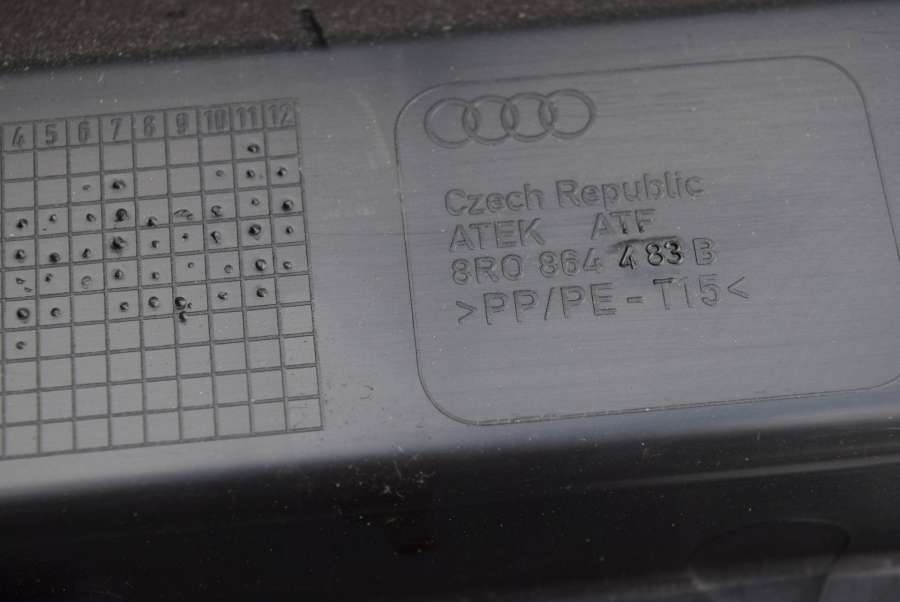 4 5 6 7 8 9 10 11 12
Czech Republic
ATEK ATF
8R0 864 483 B
>PP/PE-T15<